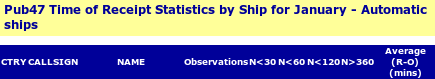 Pub47 Time of Receipt Statistics by Ship for January – Automatic
ships
Average
CTRY CALLSIGN NAME Observations N<30 N<60 N<120 N>360 (R-O)
(mins)